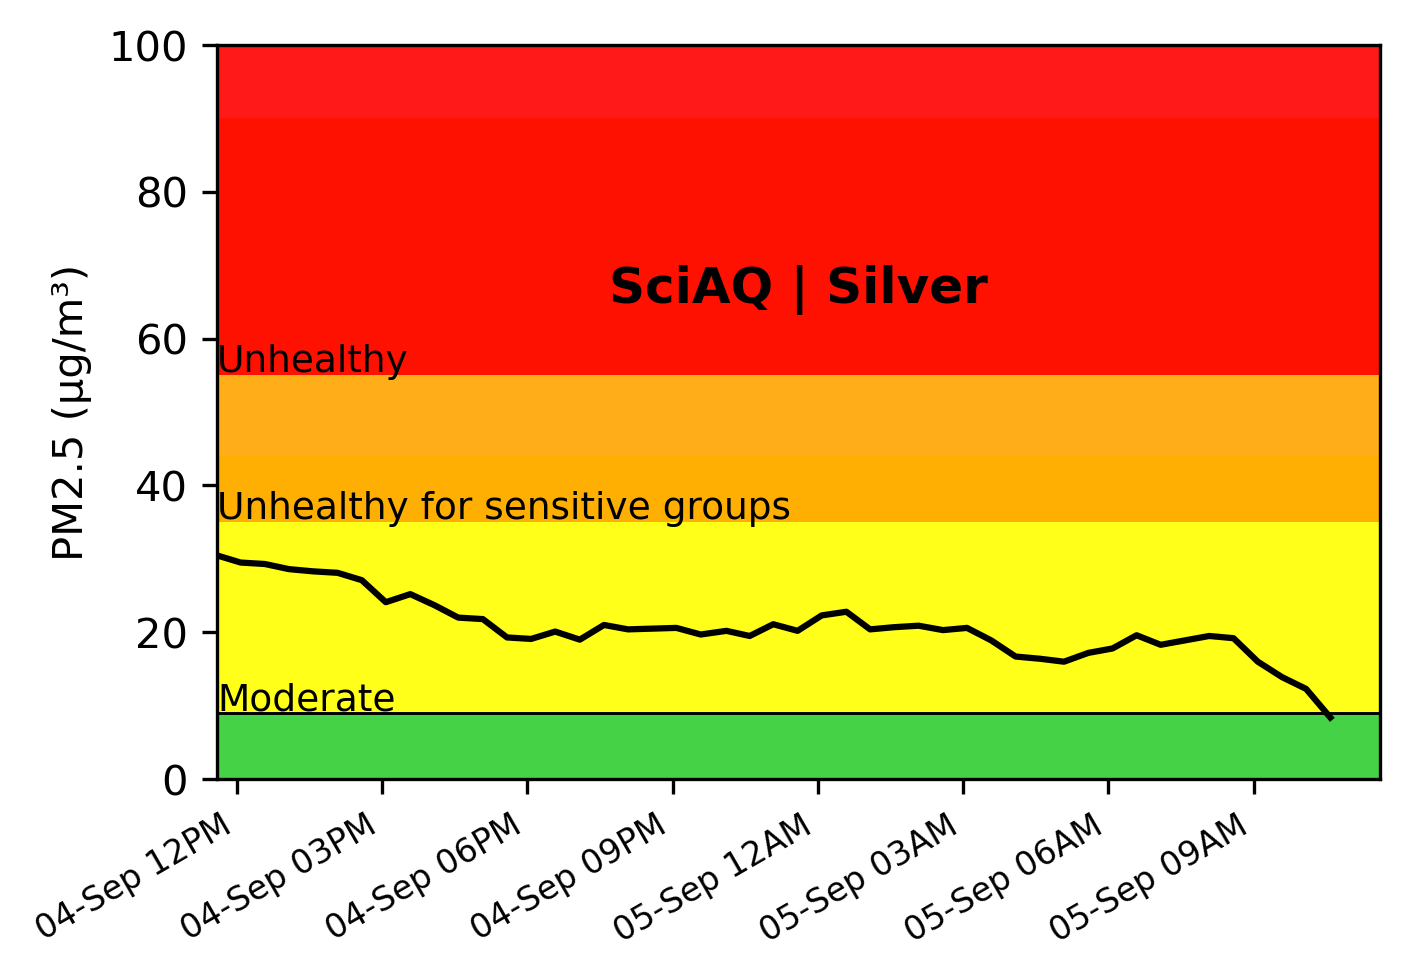 100
80
60
40
20
0
PM2.5 (µg/m³)
SciAQ | Silver
Unhealthy
Unhealthy for sensitive groups
Moderate
04-Sep 12PM
04-Sep 03PM
04-Sep 06PM
04-Sep 09PM
05-Sep 12AM
05-Sep 03AM
05-Sep 06AM
05-Sep 09AM